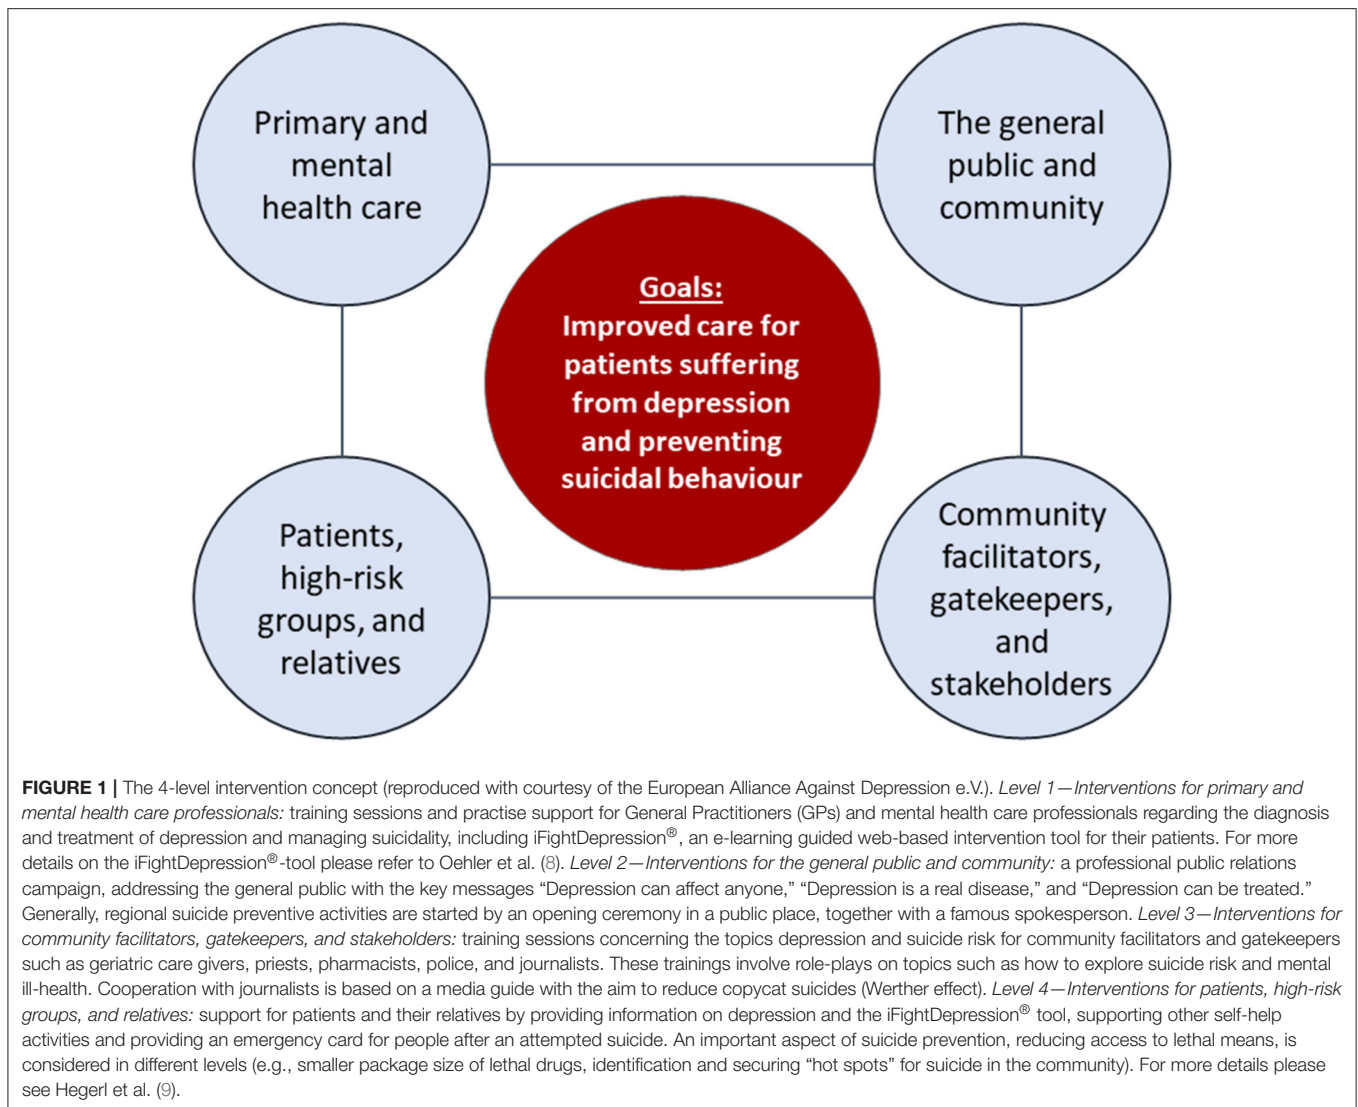 Primary and
mental
health care
The general
public and
community
Goals:
Improved care for
patients suffering
from depression
and preventing
suicidal behaviour
Patients,
high-risk
groups, and
relatives
Community
facilitators,
gatekeepers,
and
stakeholders
FIGURE 1 | The 4-level intervention concept (reproduced with courtesy of the European Alliance Against Depression e.V.). Level 1—Interventions for primary and
mental health care professionals: training sessions and practise support for General Practitioners (GPs) and mental health care professionals regarding the diagnosis
and treatment of depression and managing suicidality, including iFightDepression®, an e-learning guided web-based intervention tool for their patients. For more
details on the iFightDepression®-tool please refer to Oehler et al. (8). Level 2—Interventions for the general public and community: a professional public relations
campaign, addressing the general public with the key messages “Depression can affect anyone,” “Depression is a real disease,” and “Depression can be treated.”
Generally, regional suicide preventive activities are started by an opening ceremony in a public place, together with a famous spokesperson. Level 3—Interventions for
community facilitators, gatekeepers, and stakeholders: training sessions concerning the topics depression and suicide risk for community facilitators and gatekeepers
such as geriatric care givers, priests, pharmacists, police, and journalists. These trainings involve role-plays on topics such as how to explore suicide risk and mental
ill-health. Cooperation with journalists is based on a media guide with the aim to reduce copycat suicides (Werther effect). Level 4—Interventions for patients, high-risk
groups, and relatives: support for patients and their relatives by providing information on depression and the iFightDepression® tool, supporting other self-help
activities and providing an emergency card for people after an attempted suicide. An important aspect of suicide prevention, reducing access to lethal means, is
considered in different levels (e.g., smaller package size of lethal drugs, identification and securing “hot spots” for suicide in the community). For more details please
see Hegerl et al. (9).